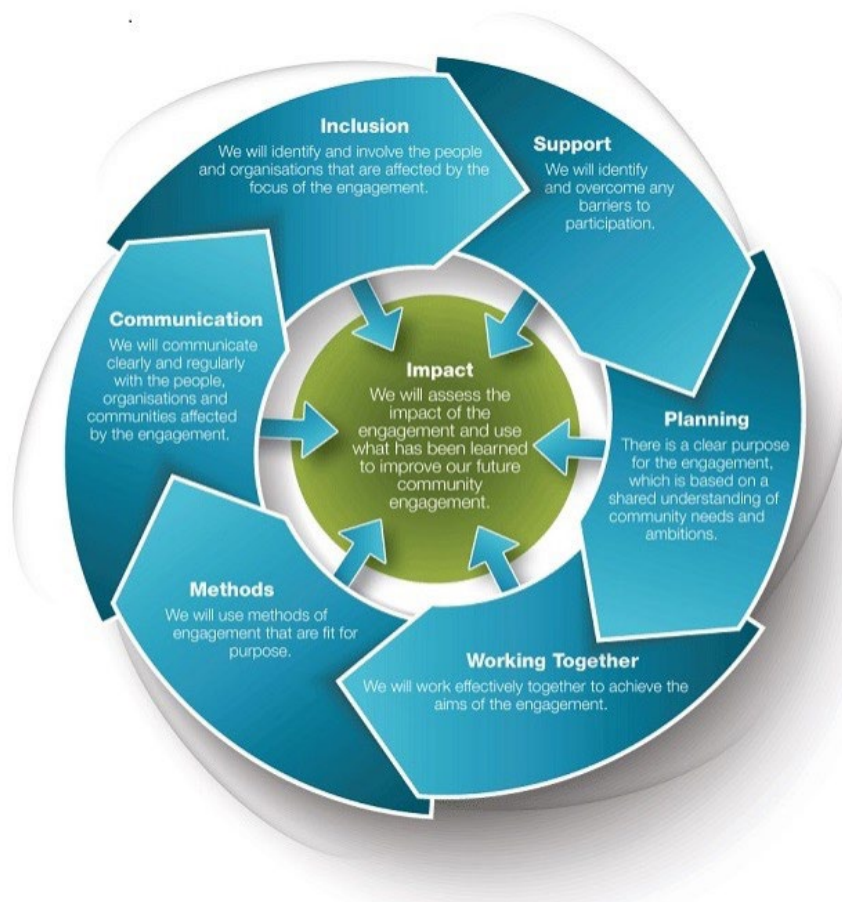 Inclusion
We will identify and involve the people
and organisations that are affected by the
focus of the engagement.
Support
We will identify
and overcome any
barriers to
participation.
Planning
There is a clear purpose
for the engagement,
which is based on a
shared understanding of
community needs and
ambitions.
Working Together
We will work effectively together to achieve the
aims of the engagement.
Methods
We will use methods of
engagement that are fit for
purpose.
Communication
We will communicate
clearly and regularly
with the people,
organisations and
communities affected
by the engagement.
Impact
We will assess the
impact of the
engagement and use
what has been learned
to improve our future
community
engagement.